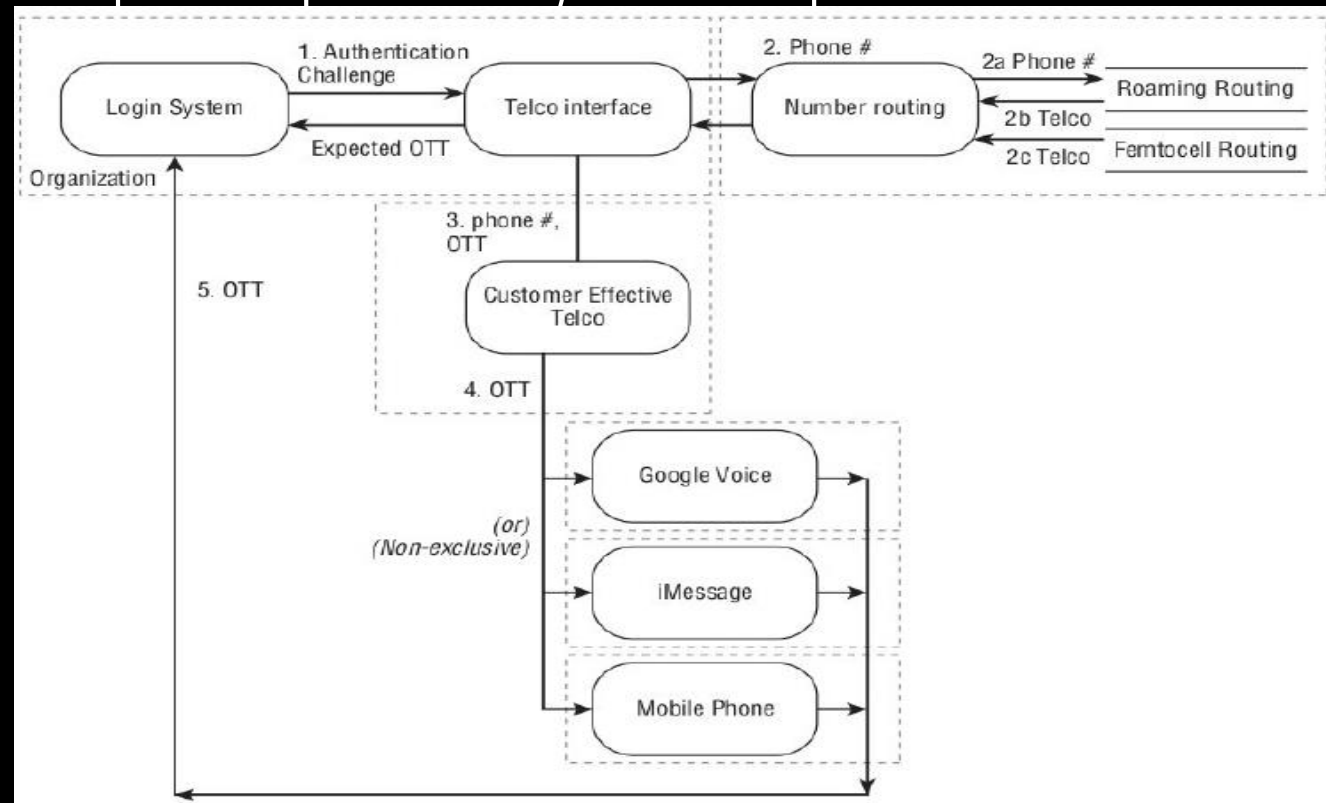 1. Authentication
Challenge
2. Phone #
2a Phone #
Login System
Telco interface
Number routing
Roaming Routing
Expected OTT
2b Telco
2c Telco
Femtocell Routing
Organization
3. phone #,
OTT
Customer Effective
Telco
5. OTT
4. OTT
Google Voice
(or)
(Non-exclusive)
iMessage
Mobile Phone